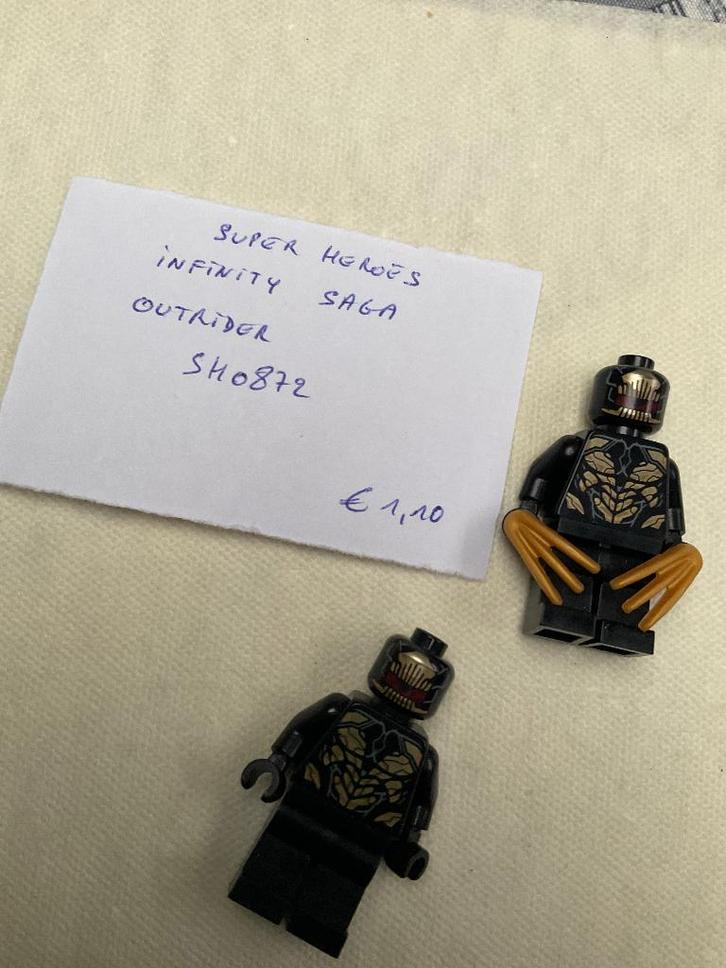 SUPER HEROES
INFINITY SAGA
OUTRIDER
SH0872
€ 1,10